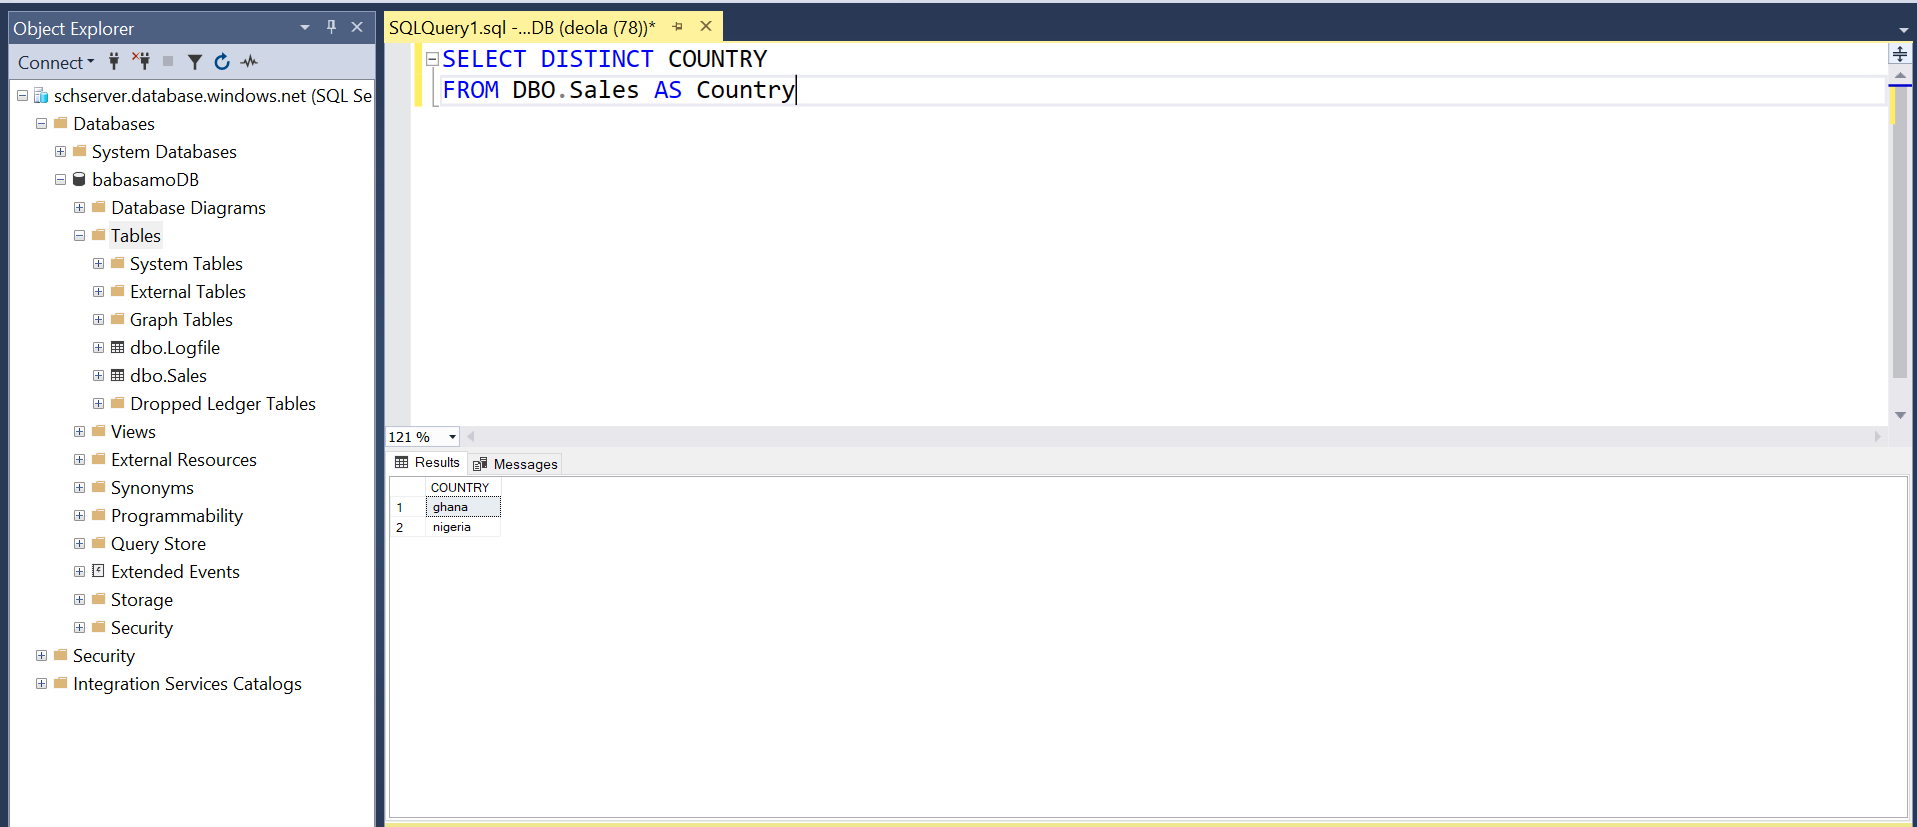 Object Explorer
Connect
schserver.database.windows.net (SQL Se
Databases
System Databases
babasamoDB
Database Diagrams
Tables
System Tables
External Tables
Graph Tables
dbo.Logfile
dbo.Sales
Dropped Ledger Tables
Views
External Resources
Synonyms
Programmability
Query Store
Extended Events
Storage
Security
Security
Integration Services Catalogs
SQLQuery1.sql -...DB (deola (78))*
SELECT DISTINCT COUNTRY
FROM DBO.Sales AS Country
121 %
Results Messages
COUNTRY
1 ghana
2 nigeria